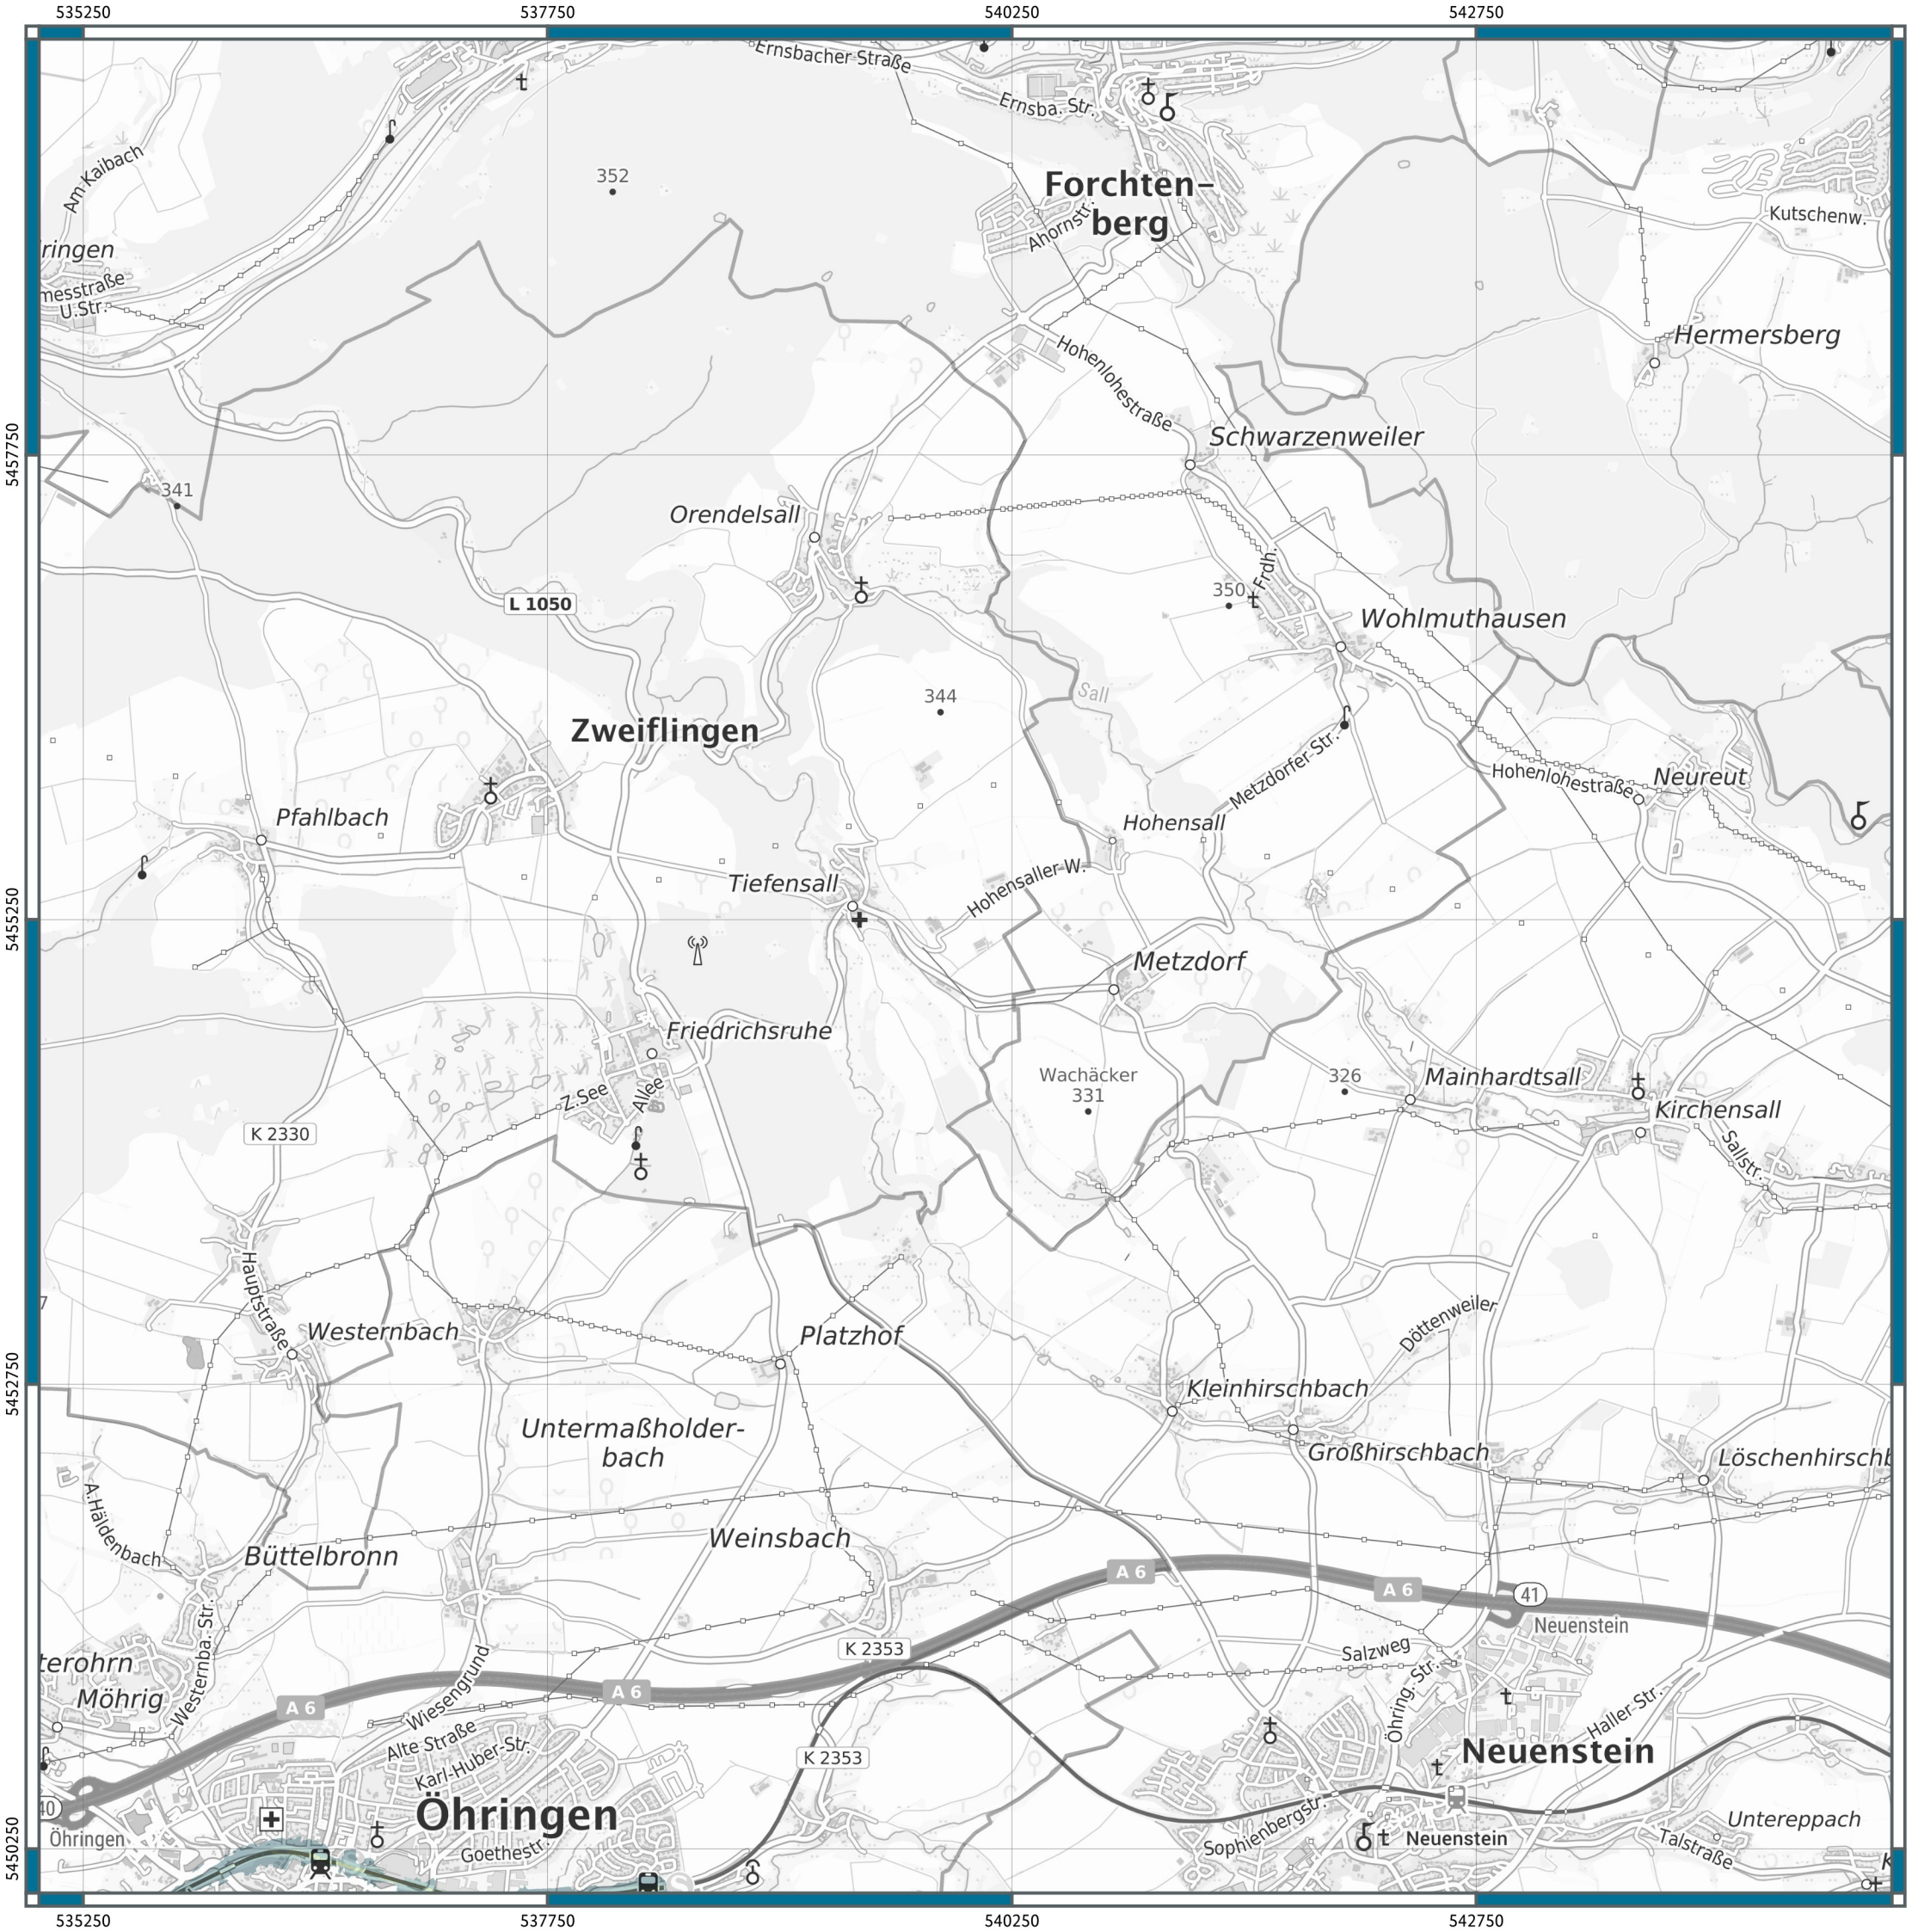 535250
537750
540250
542750
Ernsbacher Straße
Ernsba. Str.
Am Kaibach
352
Forchten-
berg
Ahornstr.
Kutschenw.
ringen
messtraße
U.Str.
Hermersberg
Hohenlohestraße
5457750
Schwarzenweiler
341
Orendelsall
Frdh.
350
L 1050
Wohlmuthausen
Sall
344
Zweiflingen
Metzdorfer-Str.
Hohenlohestraße
Neureut
Pfahlbach
Hohensall
Tiefensall
Hohensaller W.
5455250
Metzdorf
Friedrichsruhe
Z.See
Allee
Wachäcker
331
326
Mainhardtsall
Kirchensall
Sallstr.
K 2330
Hauptstraße
7
Westernbach
Platzhof
Döttenweiler
5452750
Kleinhirschbach
Untermaßholder-
bach
Großhirschbach
Löschenhirschb
A.Häldenbach
Weinsbach
Büttelbronn
A 6
A 6
41
Neuenstein
Westernba. Str.
K 2353
Salzweg
terohrn
Möhrig
A 6
A 6
Wiesengrund
Öhring. Str.
Haller Str.
Alte Straße
Karl-Huber-Str.
K 2353
Neuenstein
40
Öhringen
Öhringen
Goethestr.
Sophienbergstr.
Neuenstein
Untereppach
Talstraße
K
5450250
535250
537750
540250
542750